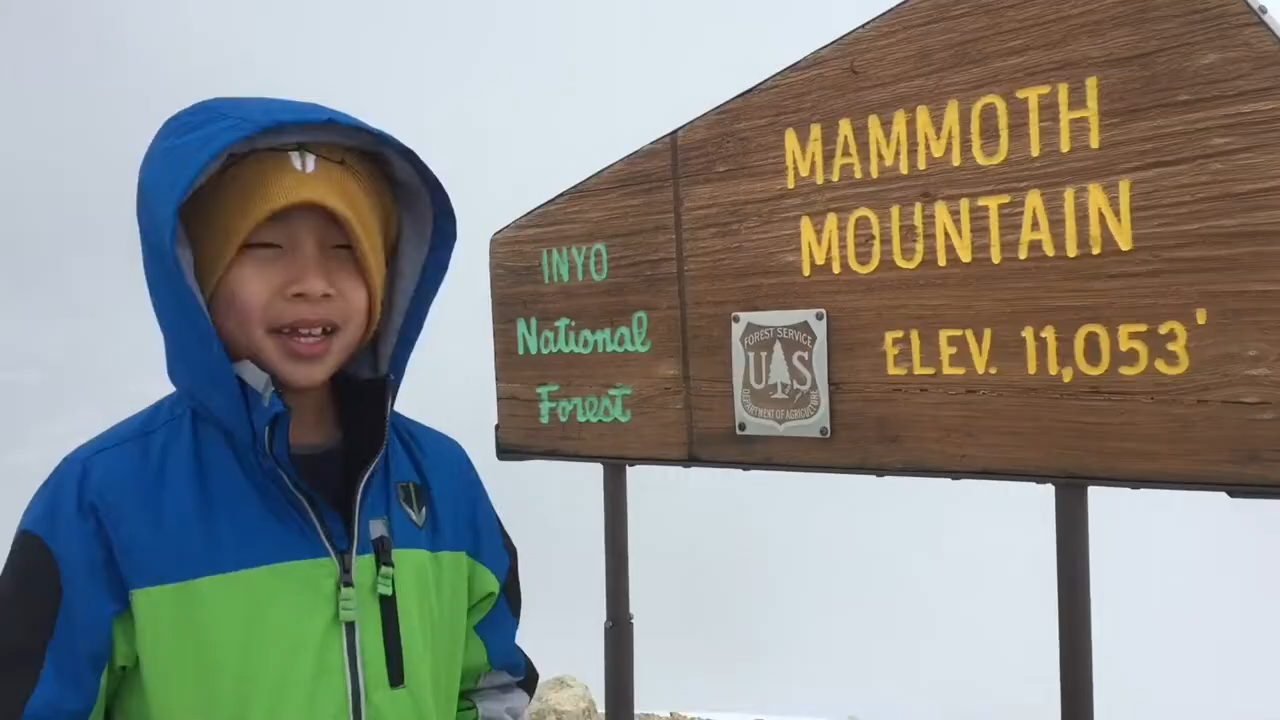 INYO
National
Forest
MAMMOTH
MOUNTAIN
ELEV. 11,053'
FOREST SERVICE
US
DEPARTMENT OF AGRICULTURE